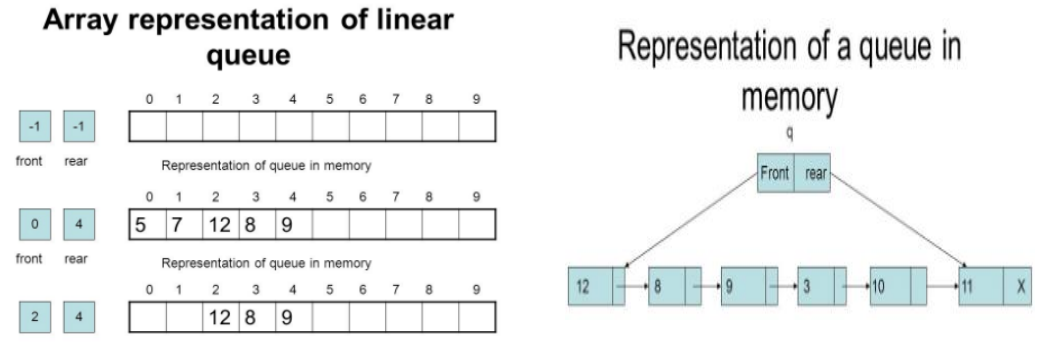 Array representation of linear
queue
0 1 2 3 4 5 6 7 8 9
-1 -1
front rear
Representation of queue in memory
0 1 2 3 4 5 6 7 8 9
0 4 5 7 12 8 9
front rear
Representation of queue in memory
0 1 2 3 4 5 6 7 8 9
2 4 12 8 9
Representation of a queue in
memory
q
Front rear
12 8 9 3 10 11 X